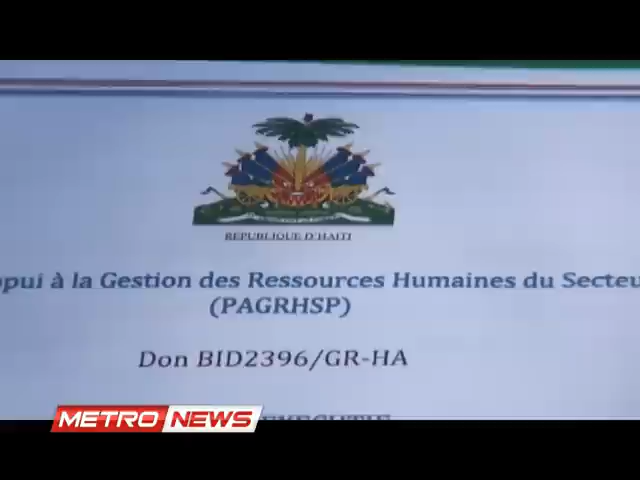 REPUBLIQUE D'HAITI
ppui à la Gestion des Ressources Humaines du Secteu
(PAGRHSP)
Don BID2396/GR-HA
METRO NEWS